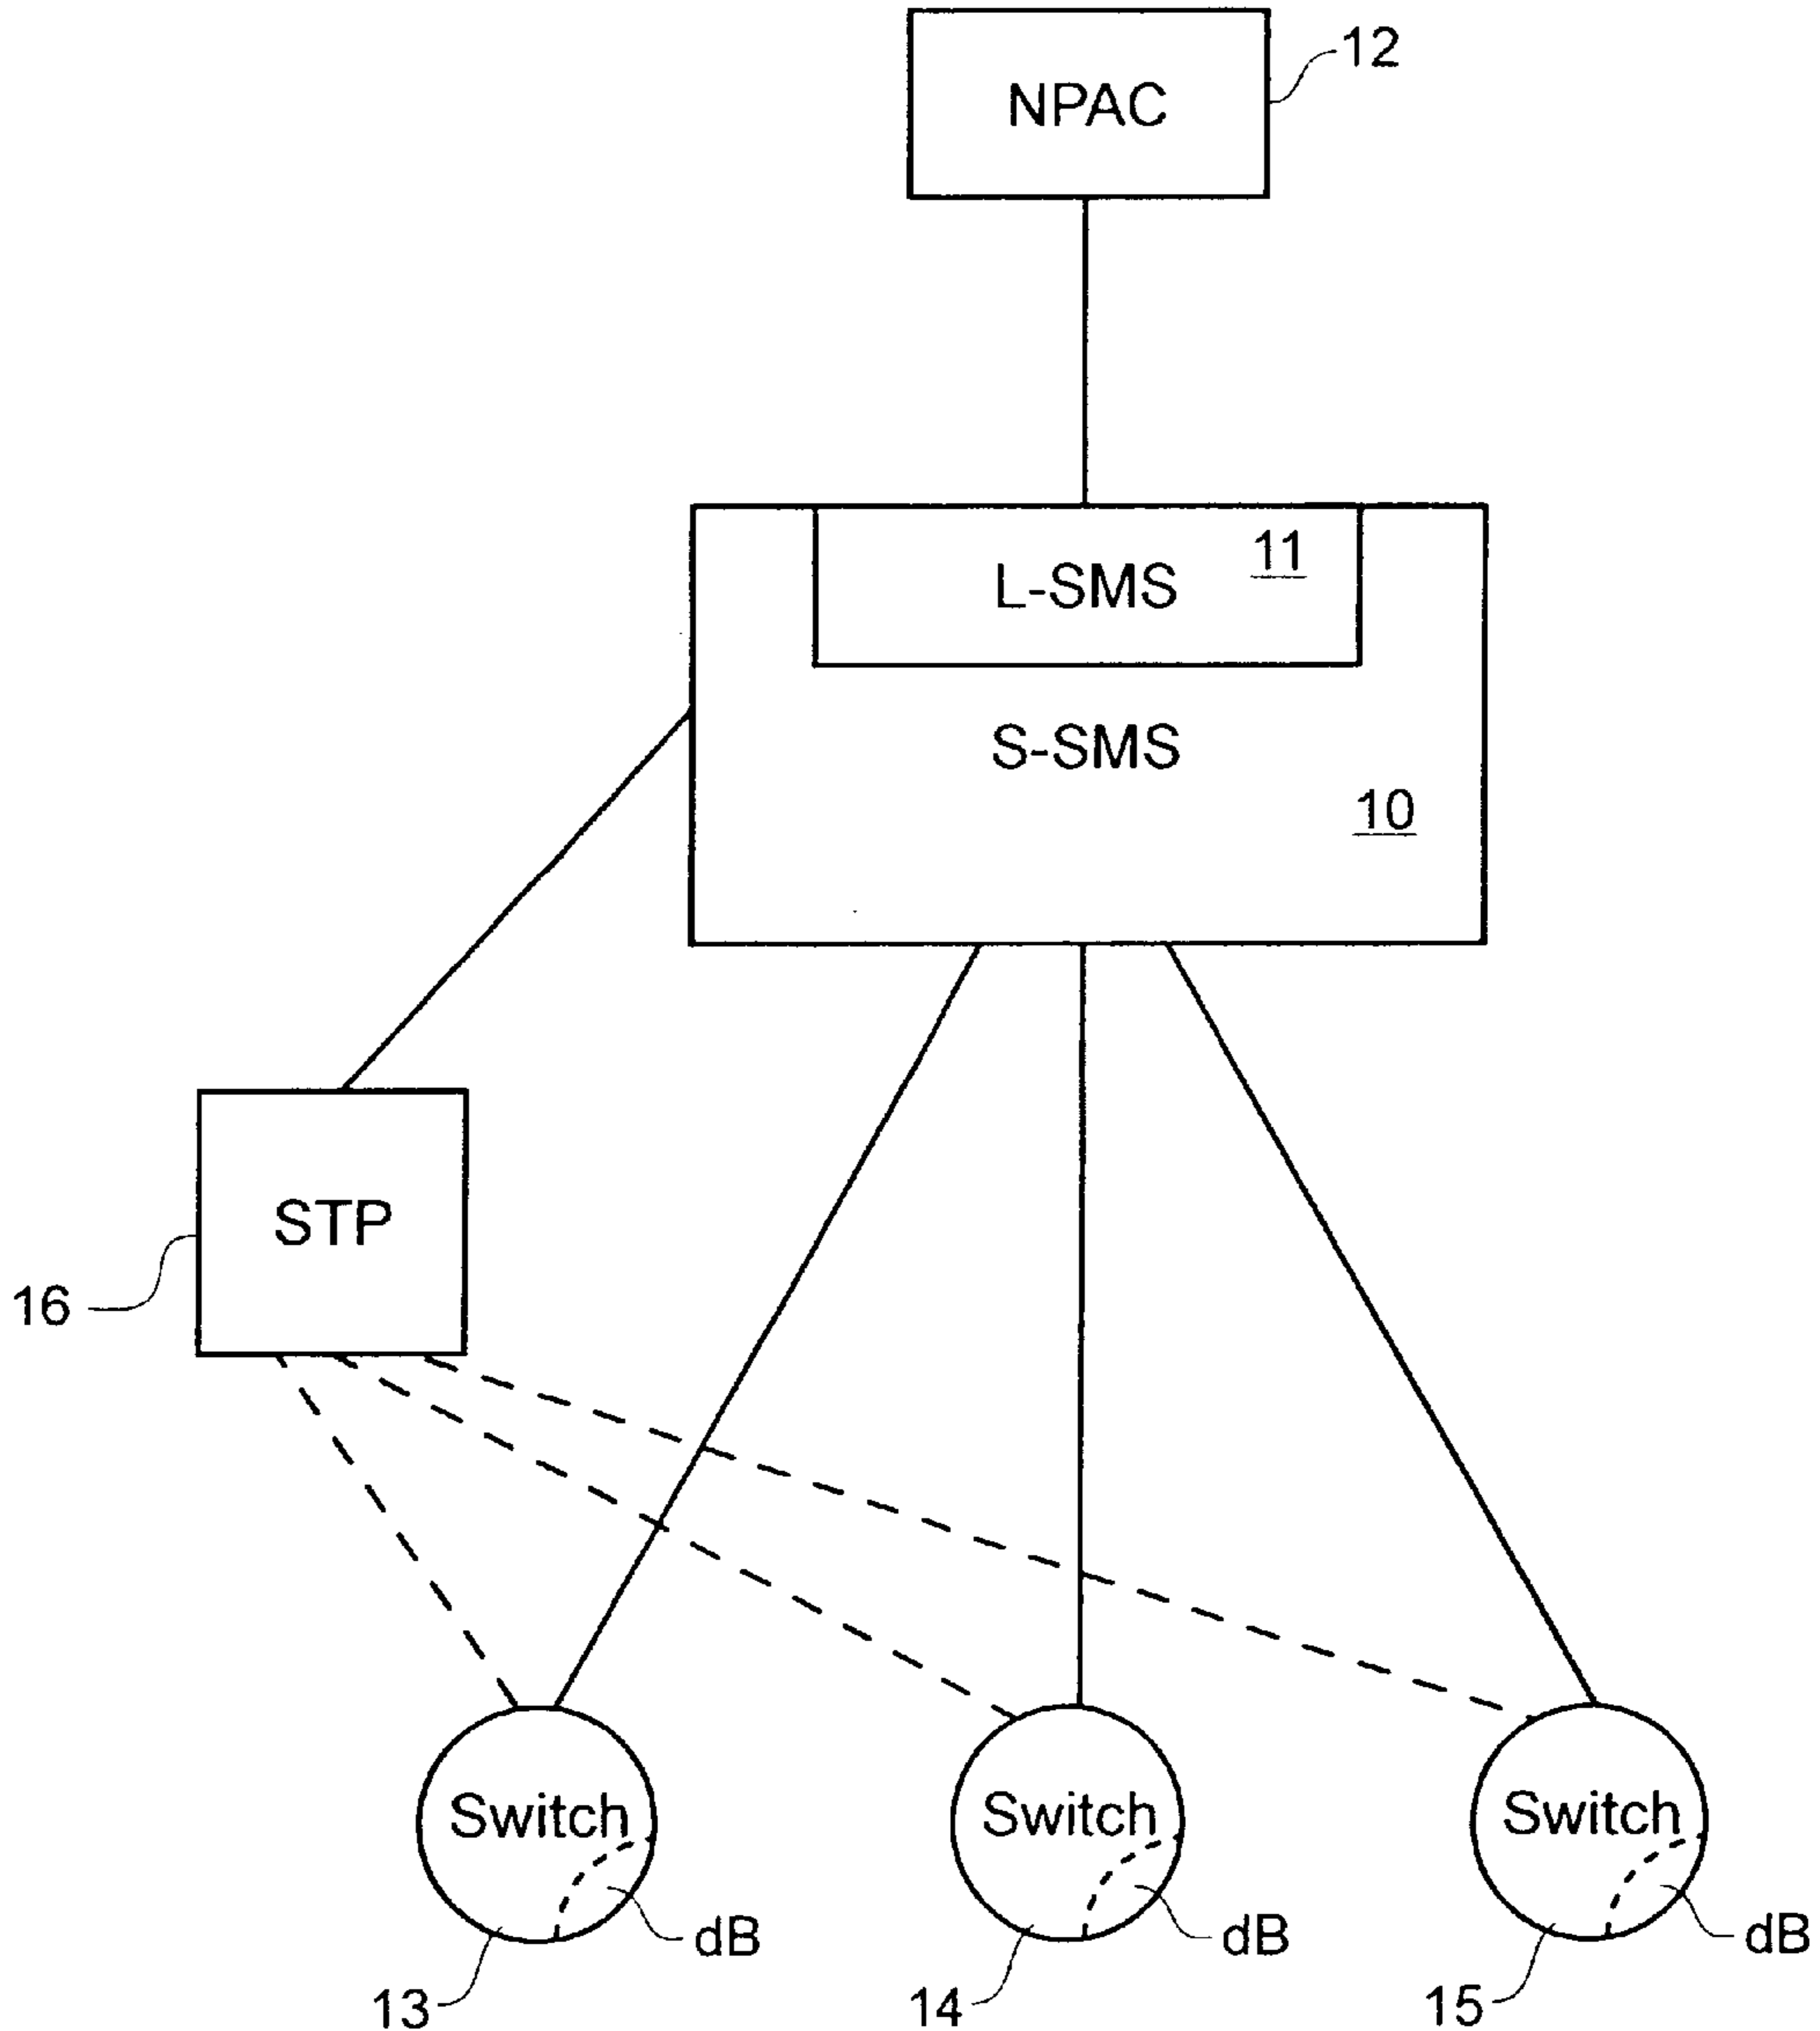 NPAC
12
L-SMS
11
S-SMS
10
STP
16
Switch
Switch
Switch
dB
dB
dB
13
14
15